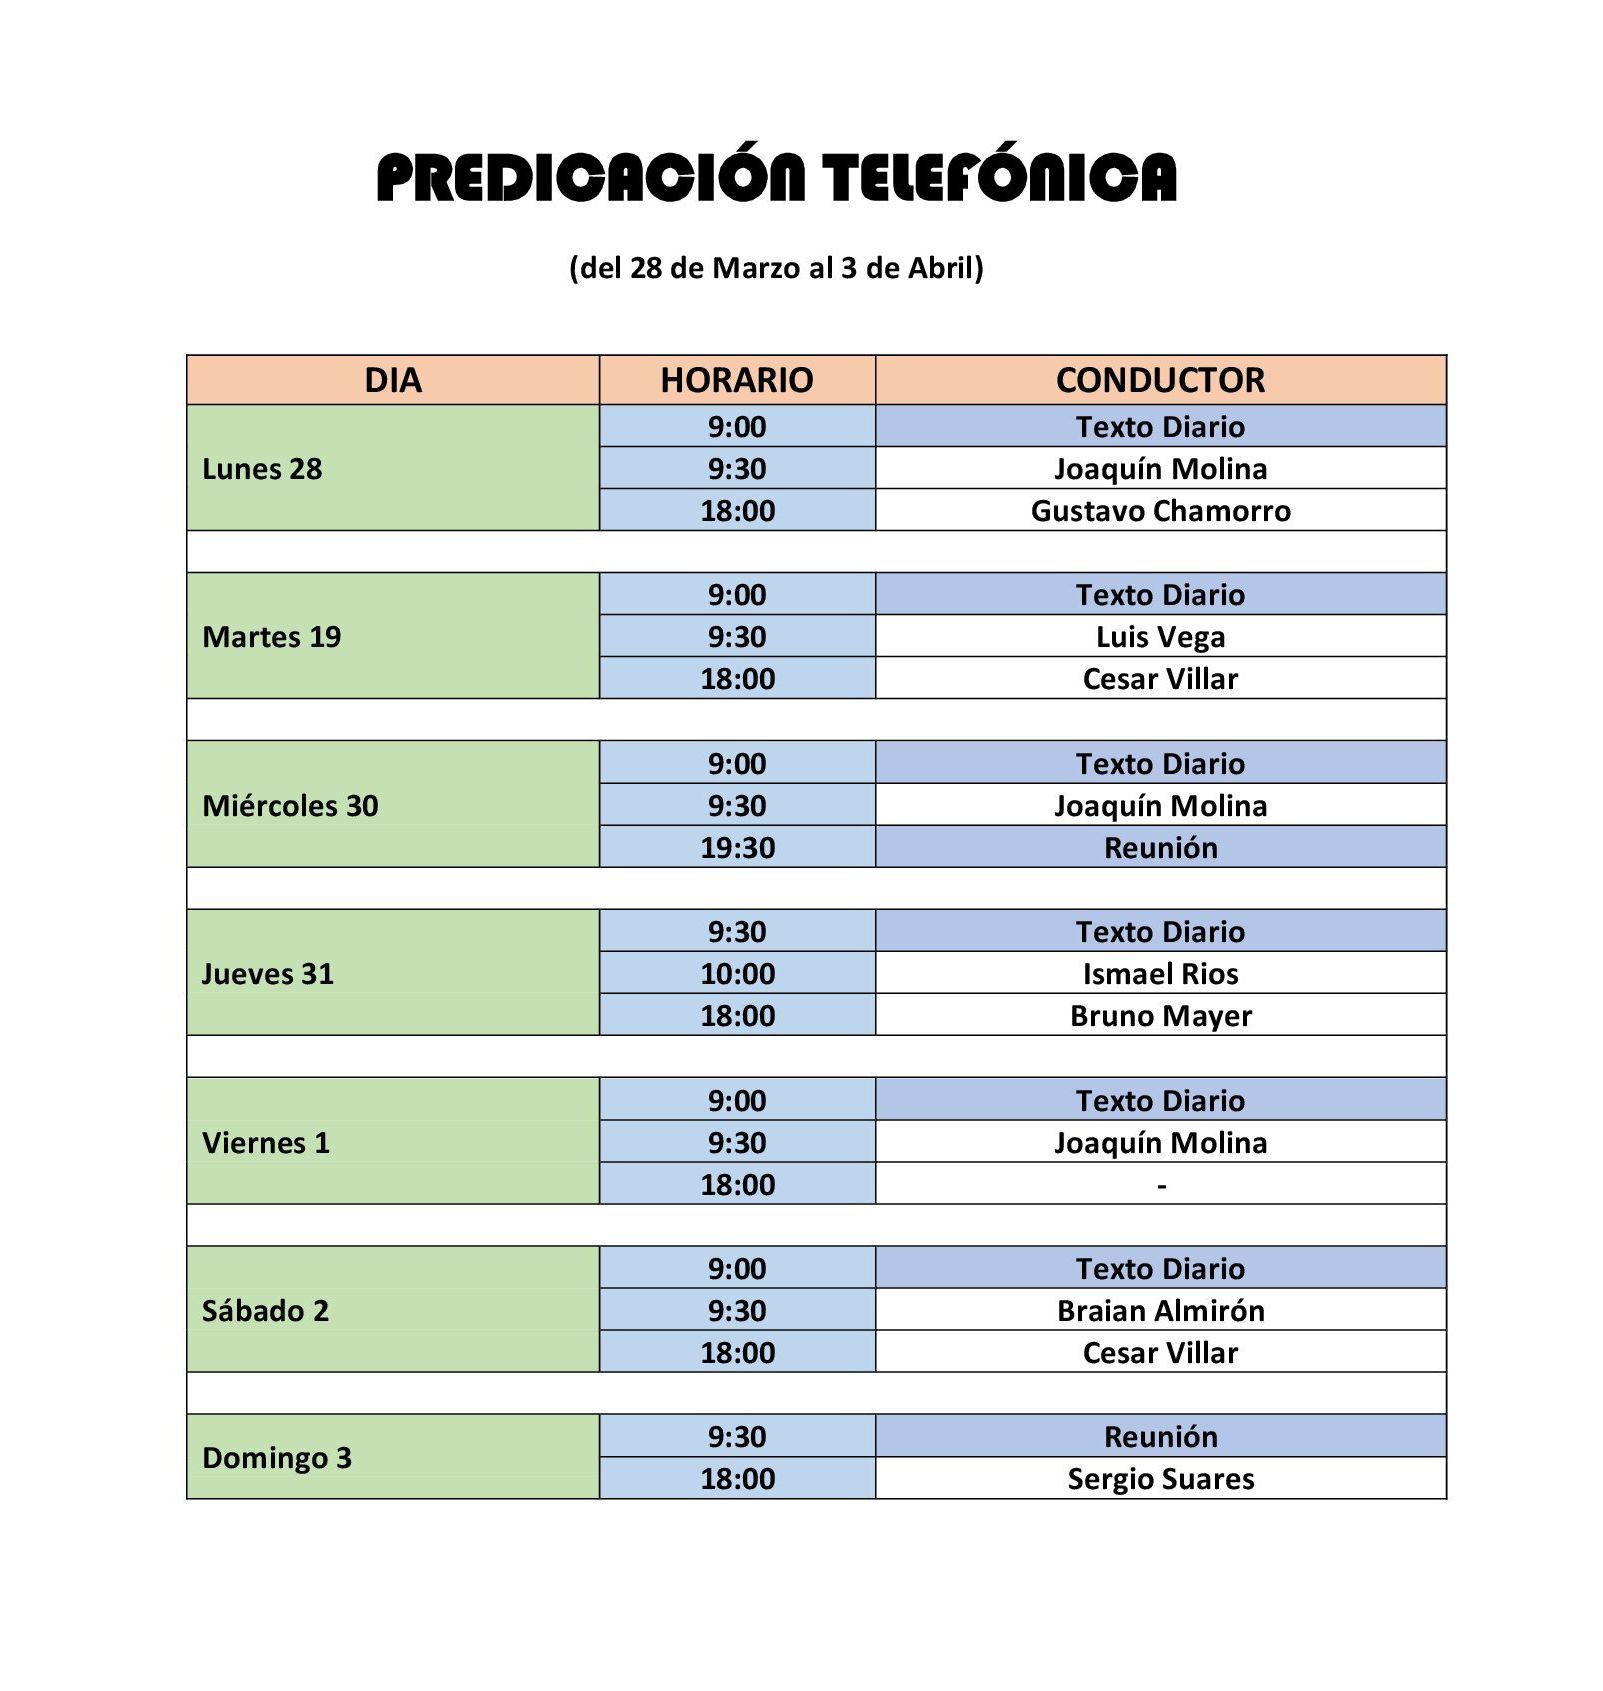 PREDICACIÓN TELEFÓNICA
(del 28 de Marzo al 3 de Abril)
DIA HORARIO CONDUCTOR
Lunes 28
9:00 Texto Diario
9:30 Joaquín Molina
18:00 Gustavo Chamorro
Martes 19
9:00 Texto Diario
9:30 Luis Vega
18:00 Cesar Villar
Miércoles 30
9:00 Texto Diario
9:30 Joaquín Molina
19:30 Reunión
Jueves 31
9:30 Texto Diario
10:00 Ismael Rios
18:00 Bruno Mayer
Viernes 1
9:00 Texto Diario
9:30 Joaquín Molina
18:00 -
Sábado 2
9:00 Texto Diario
9:30 Braian Almirón
18:00 Cesar Villar
Domingo 3
9:30 Reunión
18:00 Sergio Suares